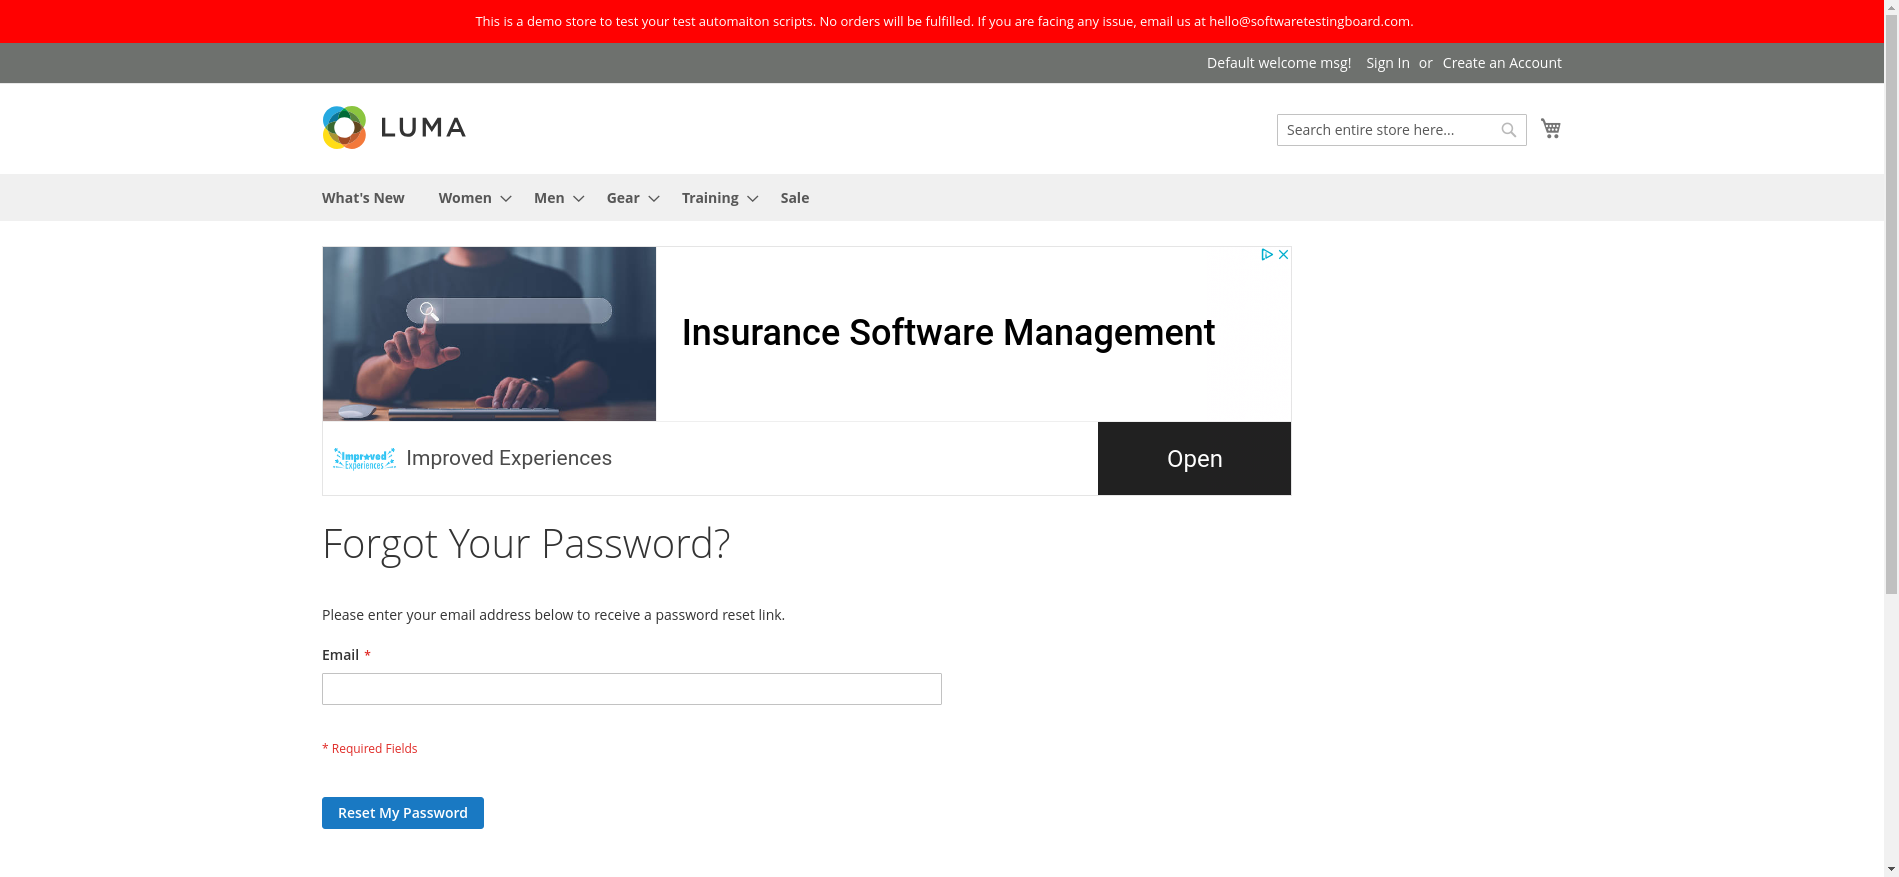 This is a demo store to test your test automaiton scripts. No orders will be fulfilled. If you are facing any issue, email us at hello@softwaretestingboard.com.
Default welcome msg! Sign In or Create an Account
LUMA
Search entire store here...
What's New Women Men Gear Training Sale
Insurance Software Management
Improved
Experiences
Improved Experiences
Open
Forgot Your Password?
Please enter your email address below to receive a password reset link.
Email *
* Required Fields
Reset My Password